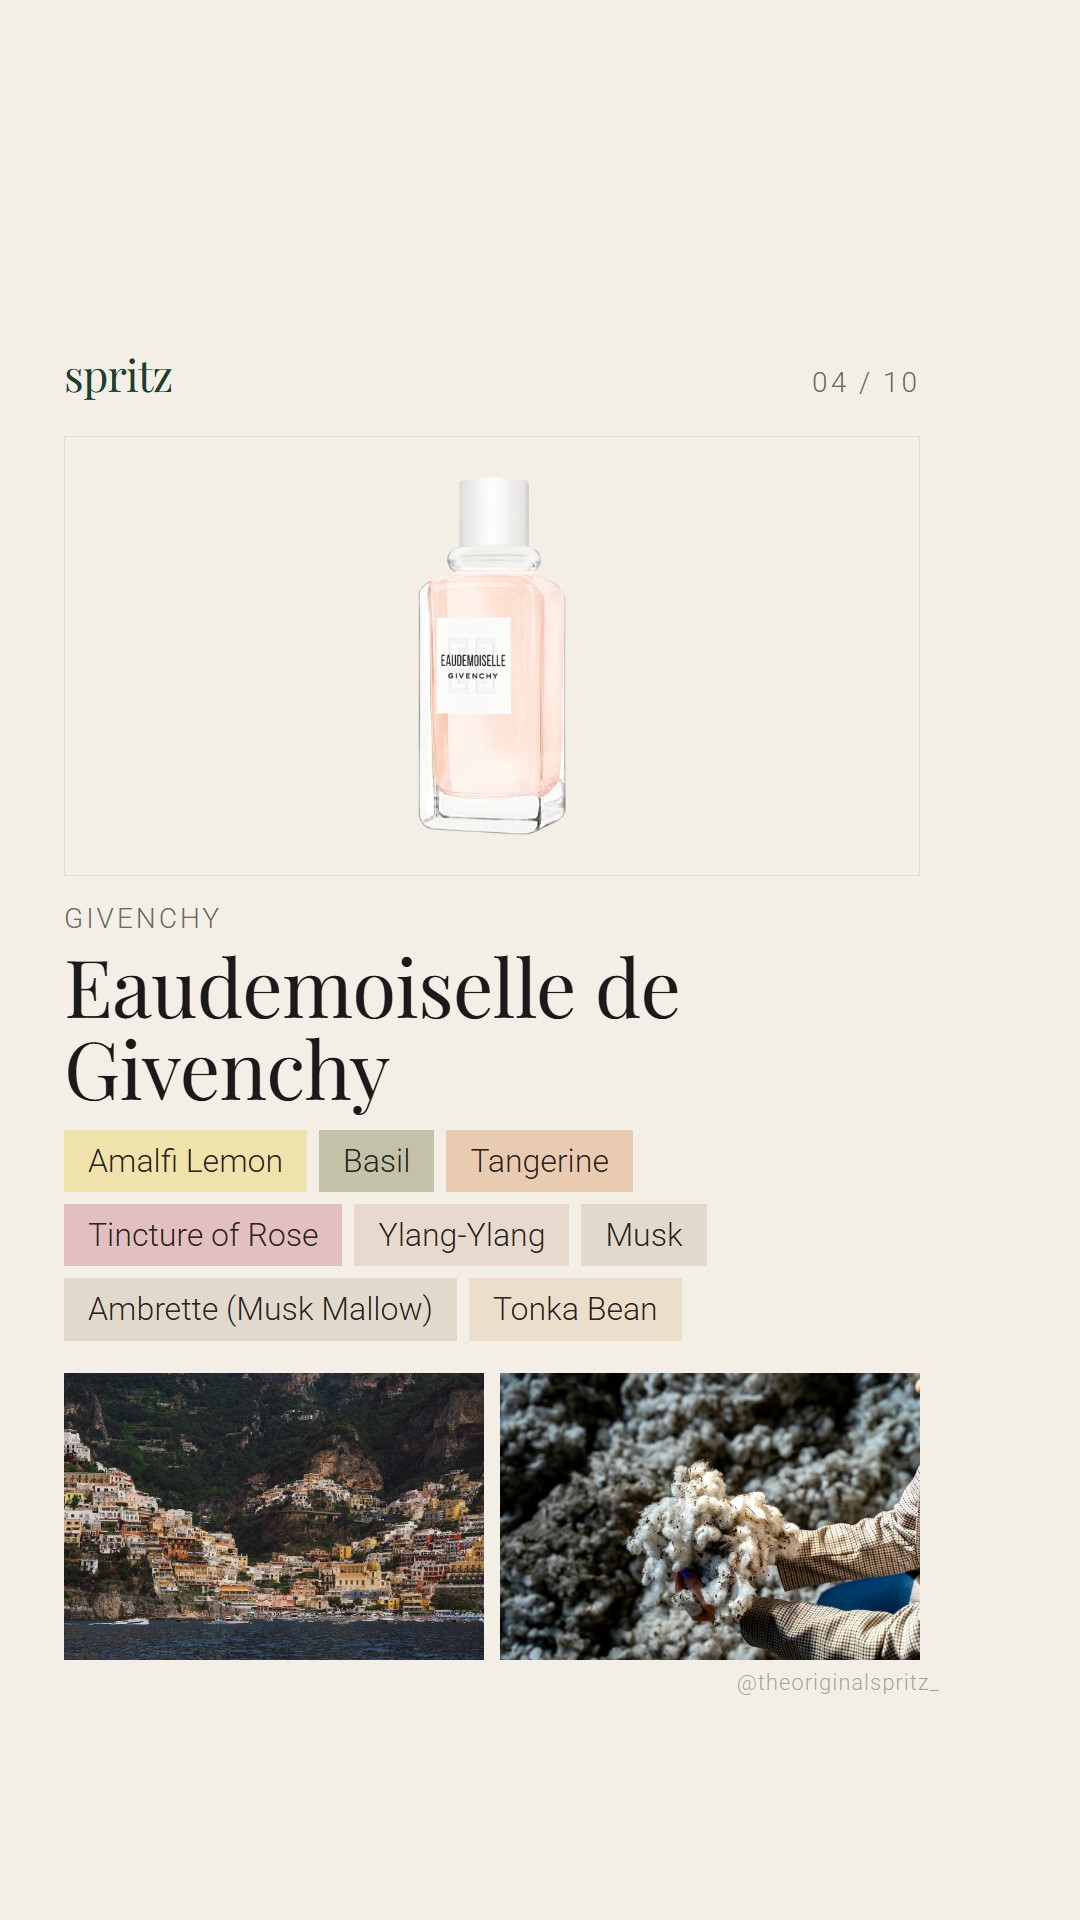 spritz
04 / 10
EAUDEMOISELLE
GIVENCHY
GIVENCHY
Eaudemoiselle de
Givenchy
Amalfi Lemon Basil Tangerine
Tincture of Rose Ylang-Ylang Musk
Ambrette (Musk Mallow) Tonka Bean
@theoriginalspritz_